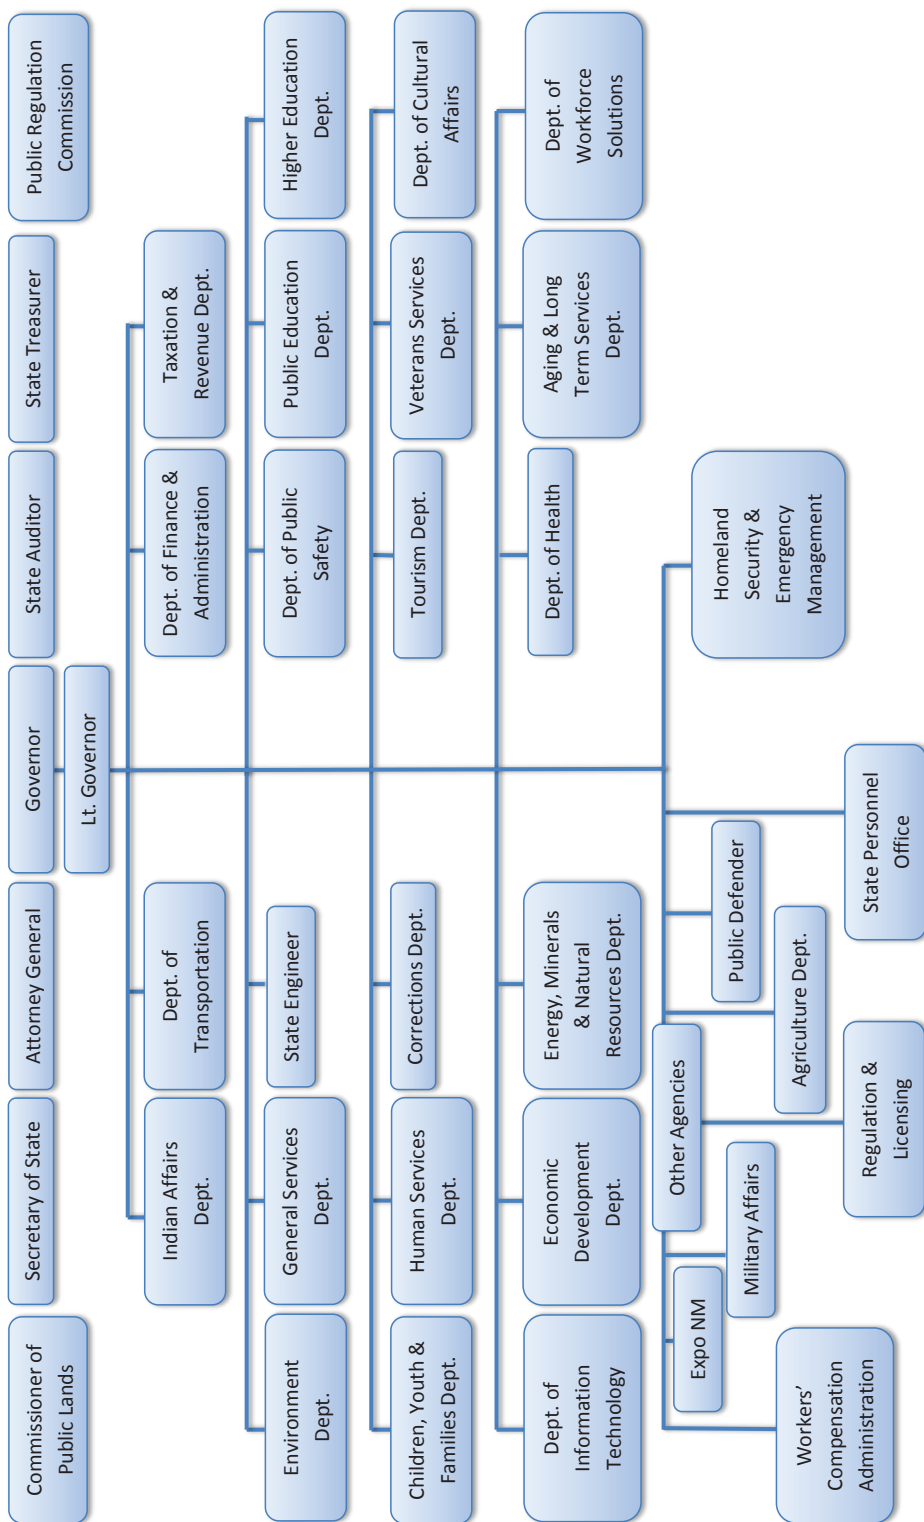 Commissioner of
Public Lands
Secretary of State
Attorney General
Governor
State Auditor
State Treasurer
Public Regulation
Commission
Lt. Governor
Indian Affairs
Dept.
Dept. of
Transportation
Dept. of Finance &
Administration
Taxation &
Revenue Dept.
Environment
Dept.
General Services
Dept.
State Engineer
Dept. of Public
Safety
Public Education
Dept.
Higher Education
Dept.
Children, Youth &
Families Dept.
Human Services
Dept.
Corrections Dept.
Tourism Dept.
Veterans Services
Dept.
Dept. of Cultural
Affairs
Dept. of
Information
Technology
Economic
Development
Dept.
Energy, Minerals
& Natural
Resources Dept.
Dept. of Health
Aging & Long
Term Services
Dept.
Dept. of
Workforce
Solutions
Other Agencies
Expo NM
Military Affairs
Public Defender
Homeland
Security &
Emergency
Management
Agriculture Dept.
Workers'
Compensation
Administration
Regulation &
Licensing
State Personnel
Office